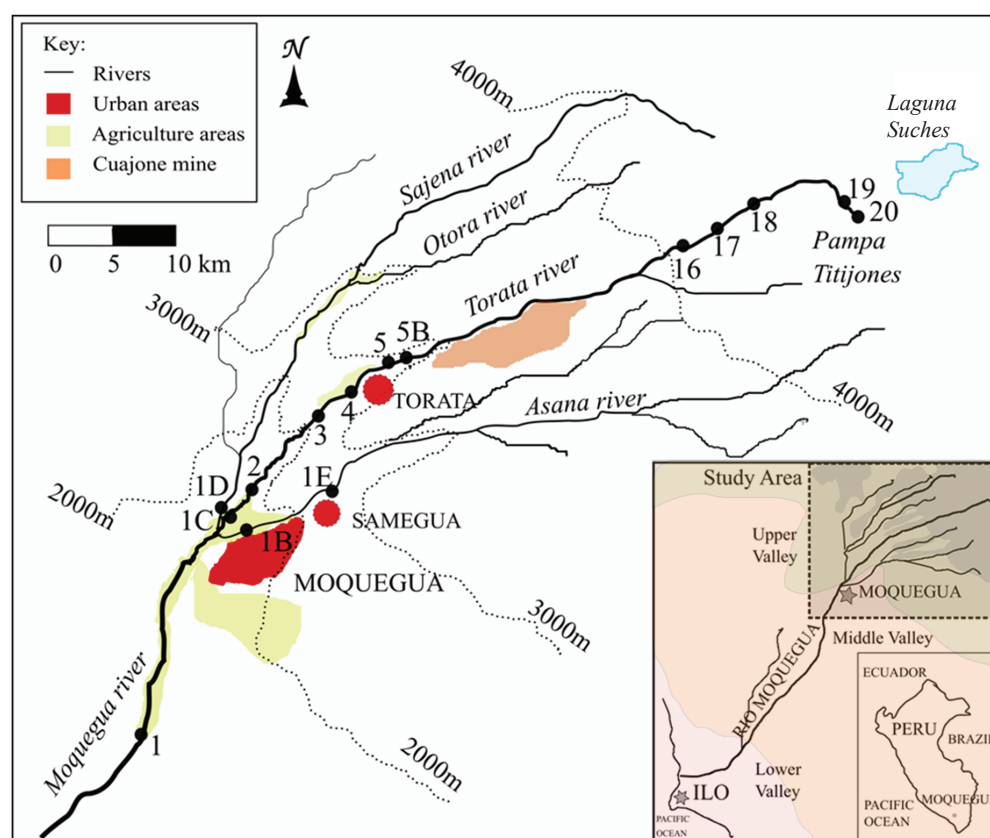 Key:
Rivers
Urban areas
Agriculture areas
Cuajone mine
N
0 5 10 km
4000m
Laguna
Suches
Sajena river
Otora river
Torata river
19
20
18
17
16
Pampa
Titijones
3000m
5B
5
4
TORATA
3
Asana river
4000m
2
1E
1D
1C
1B
2000m
SAMEGUA
MOQUEGUA
3000m
Moquegua river
1
2000m
Study Area
Upper
Valley
MOQUEGUA
Middle Valley
RIO MOQUEGUA
Lower
Valley
ILO
PACIFIC
OCEAN
ECUADOR
PERU
BRAZIL
MOQUEGUA
PACIFIC
OCEAN